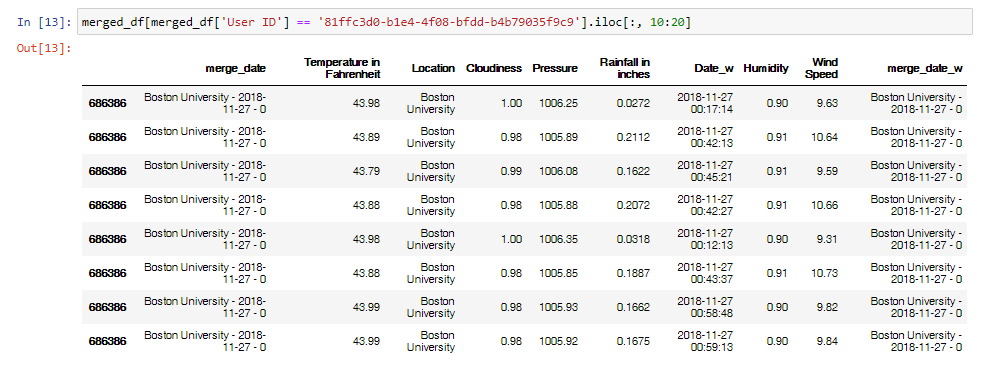 In [13]: merged_df[merged_df['User ID'] == '81ffc3d0-b1e4-4f08-bfdd-b4b79035f9c9'].iloc[:, 10:20]
Out[13]:
merge_date Temperature in Fahrenheit Location Cloudiness Pressure Rainfall in inches Date_w Humidity Wind Speed merge_date_w
686386 Boston University - 2018-11-27 - 0 43.98 Boston University 1.00 1006.25 0.0272 2018-11-27 00:17:14 0.90 9.63 Boston University - 2018-11-27 - 0
686386 Boston University - 2018-11-27 - 0 43.89 Boston University 0.98 1005.89 0.2112 2018-11-27 00:42:13 0.91 10.64 Boston University - 2018-11-27 - 0
686386 Boston University - 2018-11-27 - 0 43.79 Boston University 0.99 1006.08 0.1622 2018-11-27 00:45:21 0.91 9.59 Boston University - 2018-11-27 - 0
686386 Boston University - 2018-11-27 - 0 43.88 Boston University 0.98 1005.88 0.2072 2018-11-27 00:42:27 0.91 10.66 Boston University - 2018-11-27 - 0
686386 Boston University - 2018-11-27 - 0 43.98 Boston University 1.00 1006.35 0.0318 2018-11-27 00:12:13 0.90 9.31 Boston University - 2018-11-27 - 0
686386 Boston University - 2018-11-27 - 0 43.88 Boston University 0.98 1005.85 0.1887 2018-11-27 00:43:37 0.91 10.73 Boston University - 2018-11-27 - 0
686386 Boston University - 2018-11-27 - 0 43.99 Boston University 0.98 1005.93 0.1662 2018-11-27 00:58:48 0.90 9.82 Boston University - 2018-11-27 - 0
686386 Boston University - 2018-11-27 - 0 43.99 Boston University 0.98 1005.92 0.1675 2018-11-27 00:59:13 0.90 9.84 Boston University - 2018-11-27 - 0